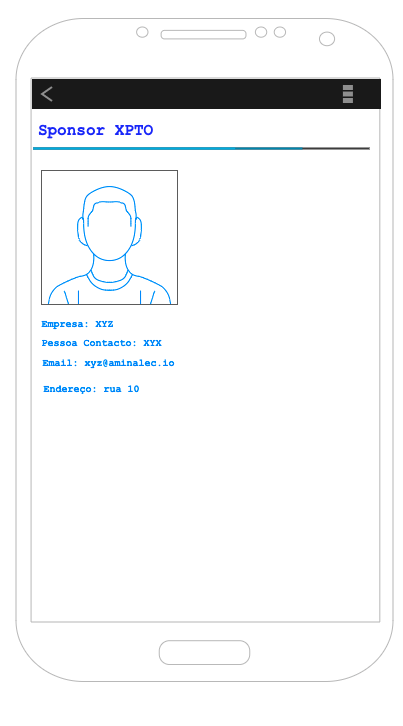 Sponsor XPTO
Empresa: XYZ
Pessoa Contacto: XYX
Email: xyz@aminalec.io
Endereço: rua 10